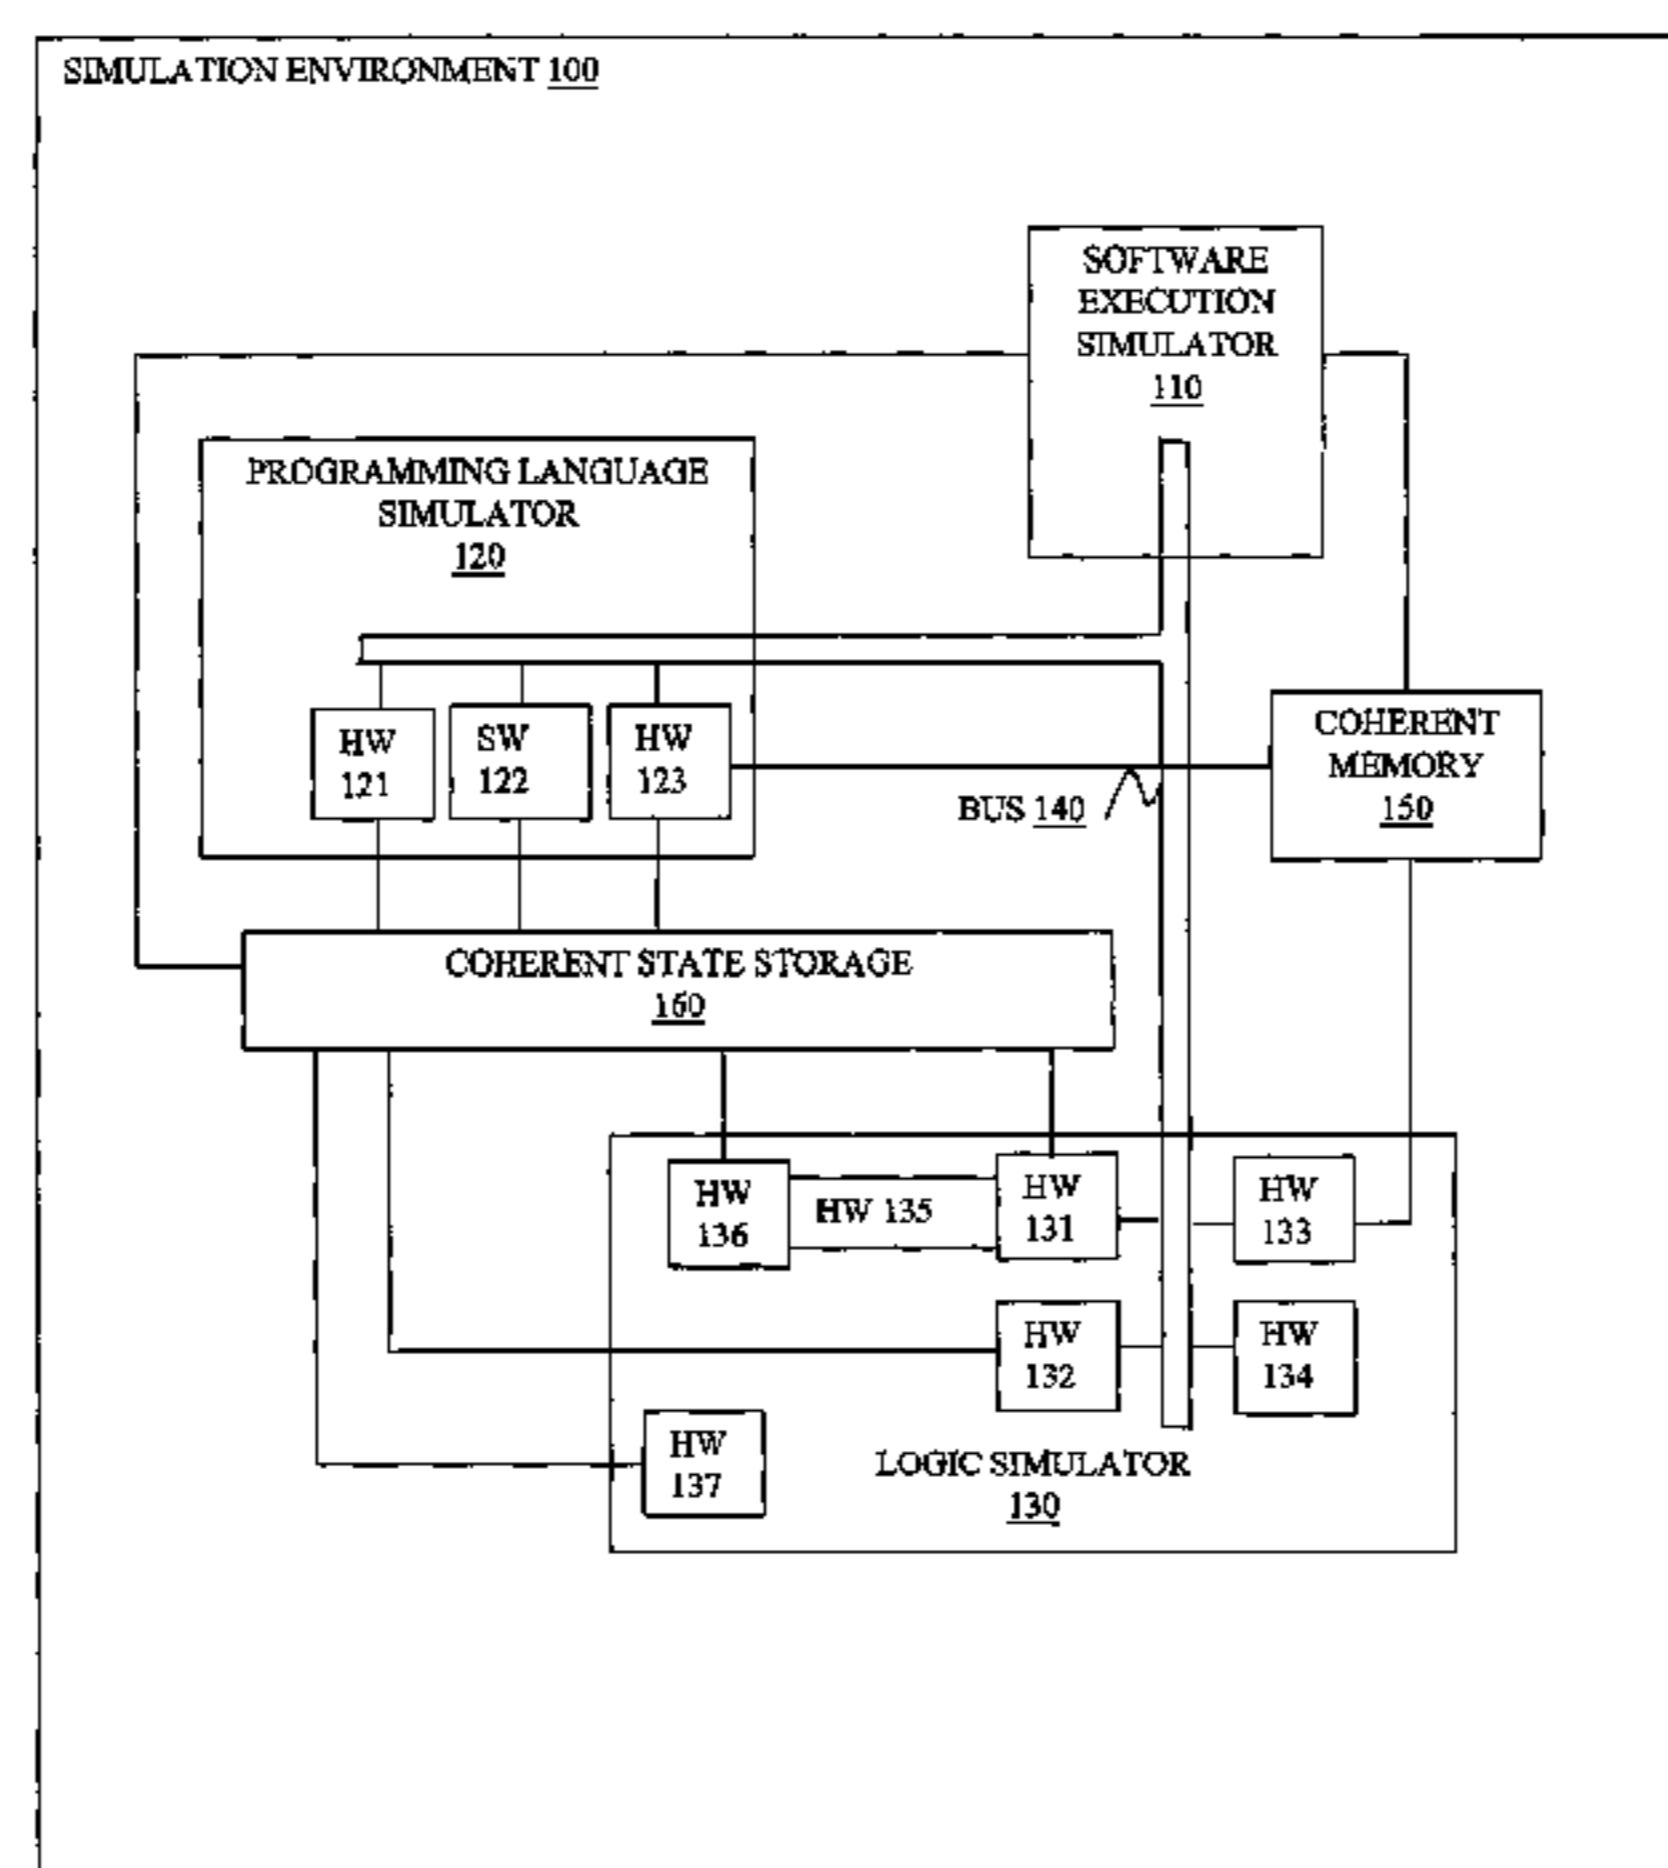 SIMULATION ENVIRONMENT 100
SOFTWARE
EXECUTION
SIMULATOR
110
PROGRAMMING LANGUAGE
SIMULATOR
120
HW
121
SW
122
HW
123
BUS 140
COHERENT
MEMORY
150
COHERENT STATE STORAGE
160
HW
136
HW 135
HW
131
HW
133
HW
132
HW
134
HW
137
LOGIC SIMULATOR
130